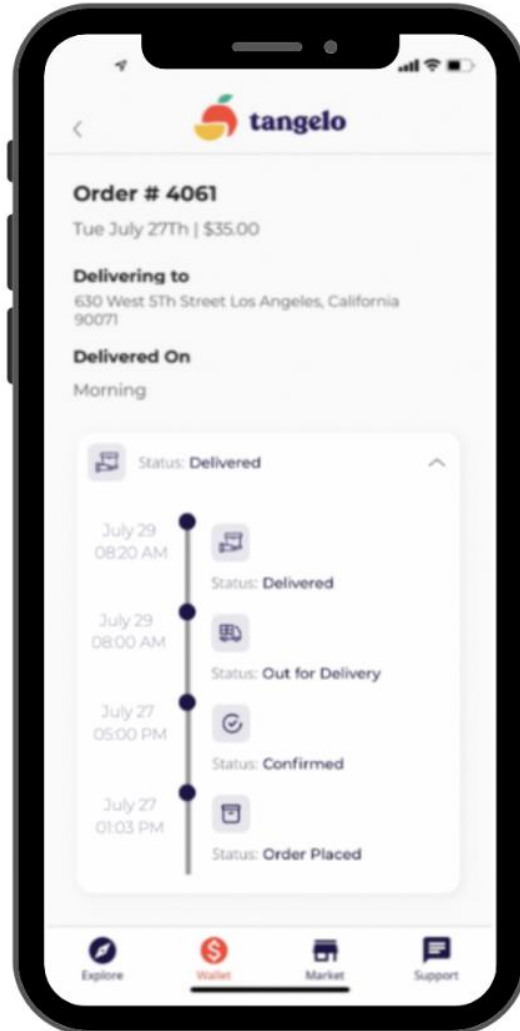 tangelo
Order # 4061
Tue July 27Th | $35.00
Delivering to
630 West 5Th Street Los Angeles, California
90071
Delivered On
Morning
Status: Delivered
July 29
08:20 AM
Status: Delivered
July 29
08:00 AM
Status: Out for Delivery
July 27
05:00 PM
Status: Confirmed
July 27
01:03 PM
Status: Order Placed
Explore
Wallet
Market
Support